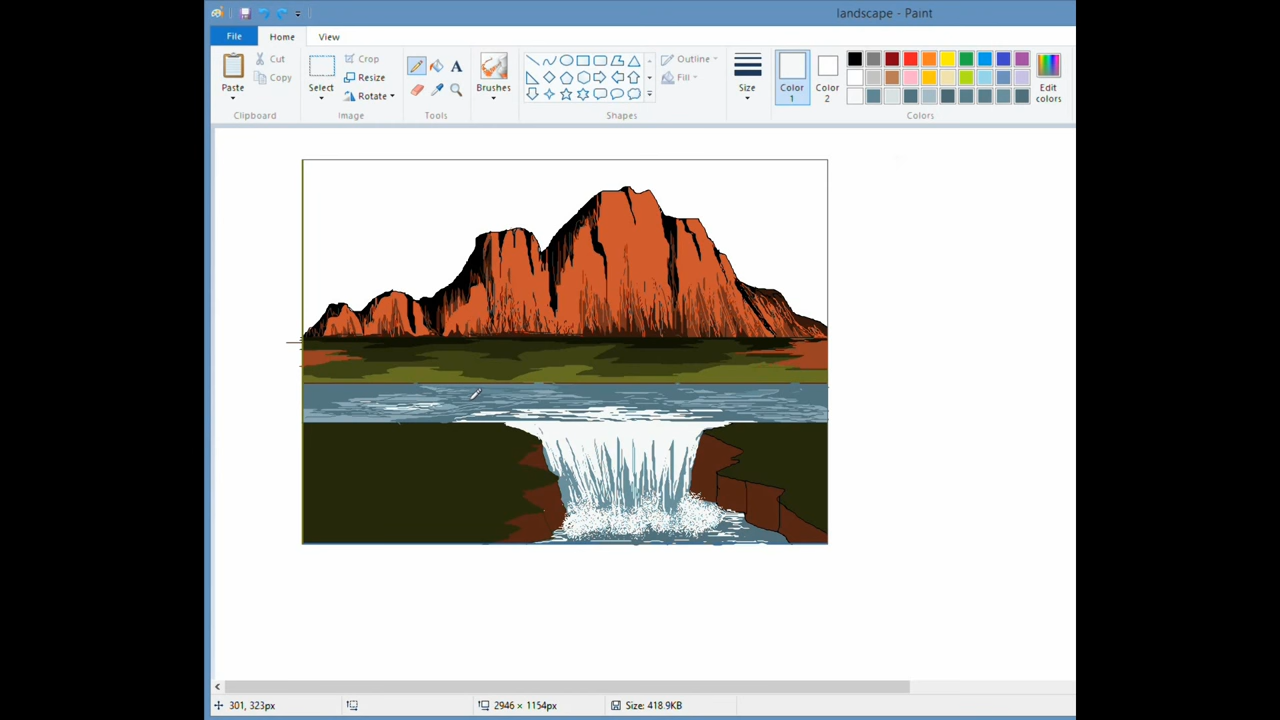 landscape - Paint
File Home View
Paste
Cut
Copy
Clipboard
Select
Crop
Resize
Rotate
Image
A
Tools
Brushes
Outline
Fill
Shapes
Size
Color 1
Color 2
Edit colors
Colors
301, 323px
2946 × 1154px
Size: 418.9KB